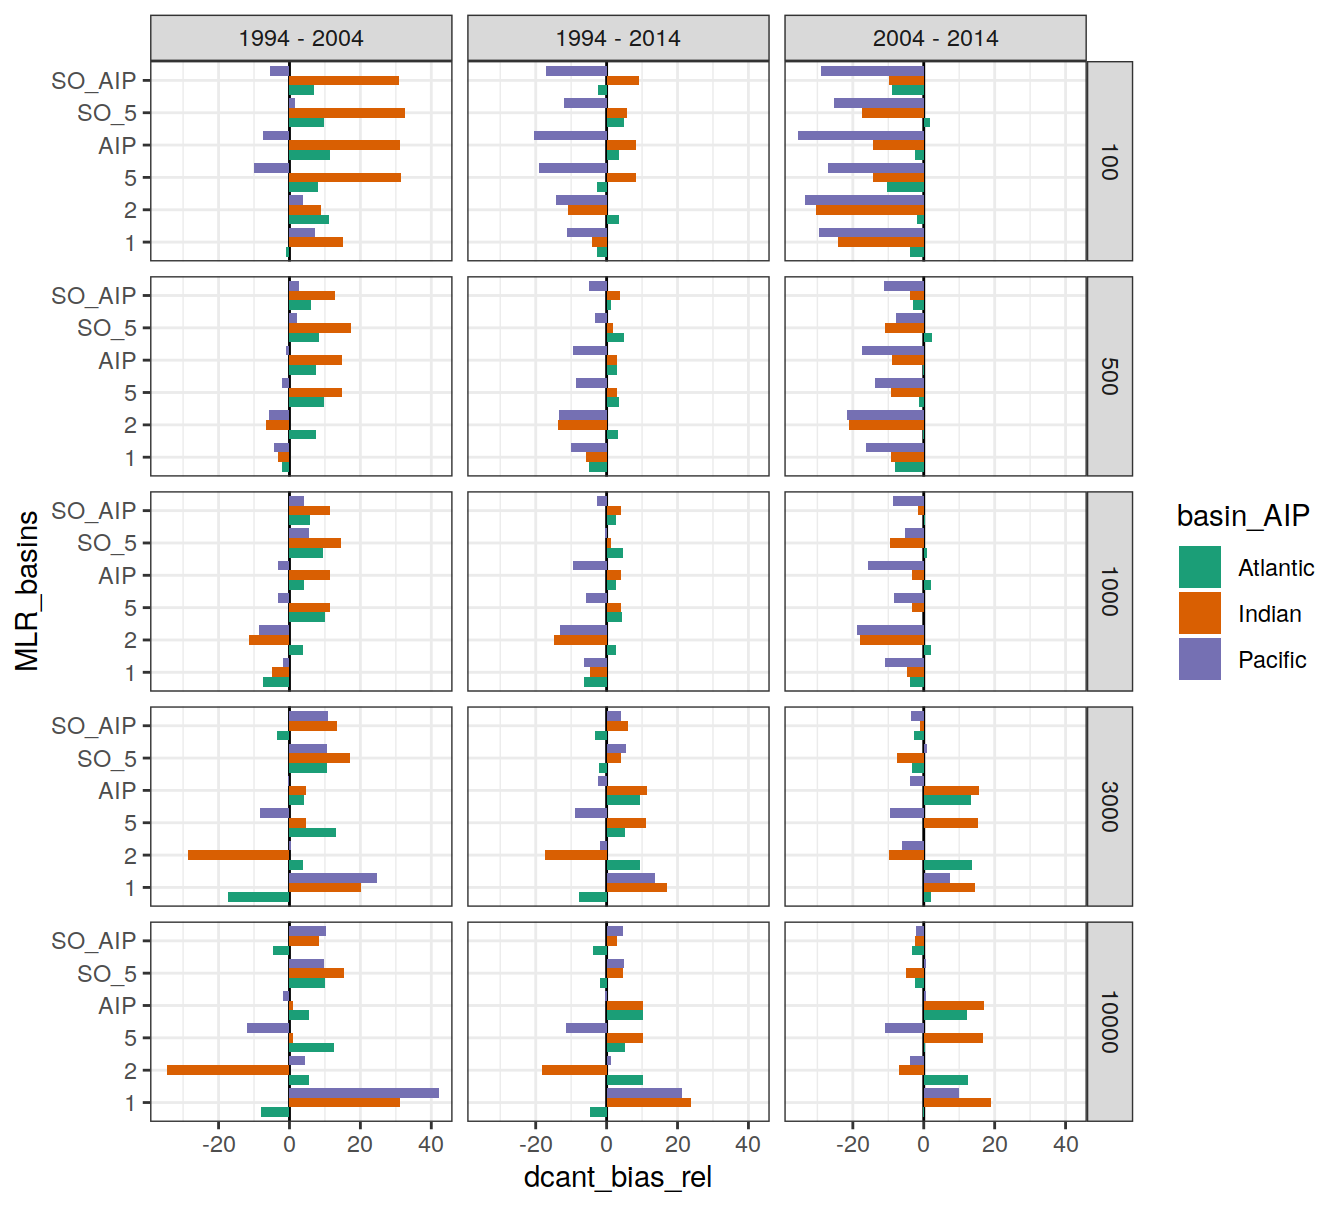 1994 - 2004
1994 - 2014
2004 - 2014
SO_AIP
SO_5
AIP
5
2
1
100
SO_AIP
SO_5
AIP
5
2
1
500
SO_AIP
SO_5
AIP
5
2
1
1000
SO_AIP
SO_5
AIP
5
2
1
3000
SO_AIP
SO_5
AIP
5
2
1
10000
-20 0 20 40
-20 0 20 40
-20 0 20 40
dcant_bias_rel
MLR_basins
basin_AIP
Atlantic
Indian
Pacific